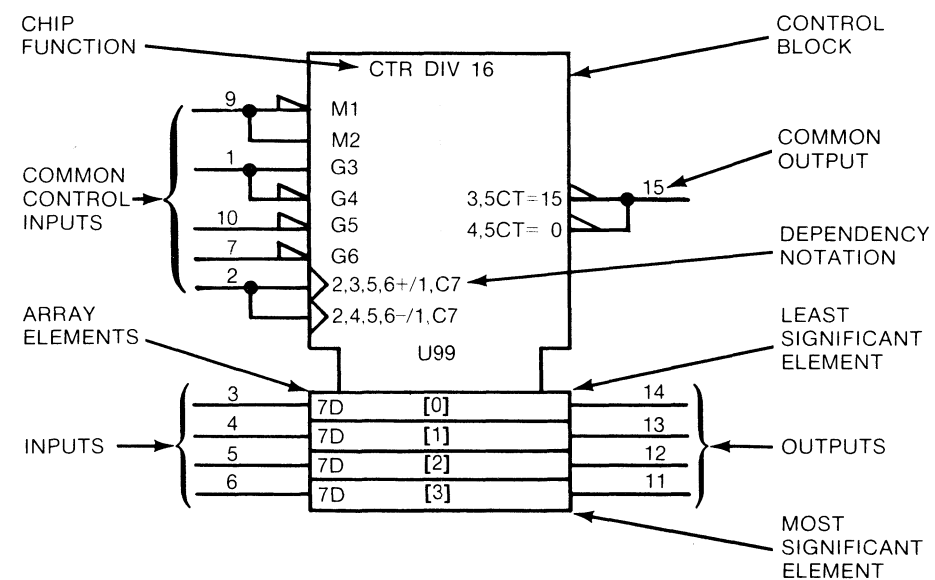 CHIP
FUNCTION
CONTROL
BLOCK
CTR DIV 16
9
M1
M2
1
G3
G4
10
G5
7
G6
2
2,3,5,6+/1,C7
2,4,5,6−/1,C7
U99
COMMON
CONTROL
INPUTS
3,5CT=15
4,5CT= 0
15
COMMON
OUTPUT
DEPENDENCY
NOTATION
ARRAY
ELEMENTS
LEAST
SIGNIFICANT
ELEMENT
INPUTS
3 7D [0] 14
4 7D [1] 13
5 7D [2] 12
6 7D [3] 11
OUTPUTS
MOST
SIGNIFICANT
ELEMENT